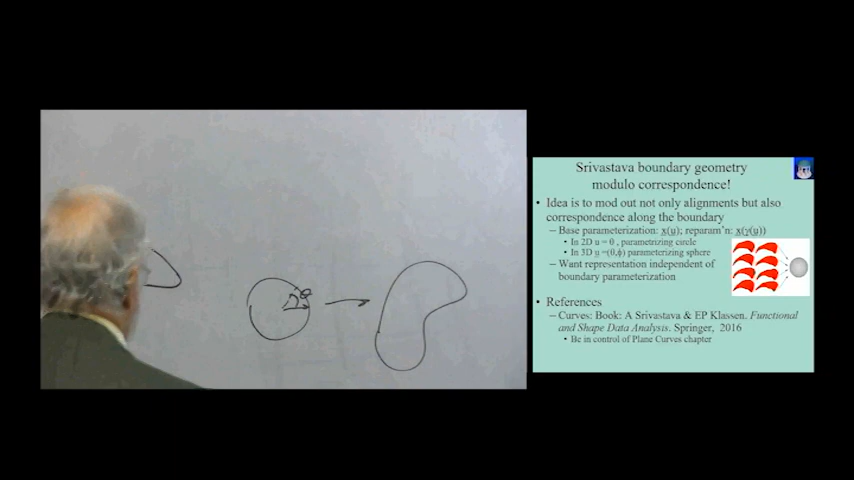 θ
Srivastava boundary geometry
modulo correspondence!
• Idea is to mod out not only alignments but also
correspondence along the boundary
– Base parameterization: x(u); reparam'n: x(γ(u))
• In 2D u = θ , parametrizing circle
• In 3D u =(θ,ϕ) parameterizing sphere
– Want representation independent of
boundary parameterization
• References
– Curves: Book: A Srivastava & EP Klassen. Functional
and Shape Data Analysis. Springer, 2016
• Be in control of Plane Curves chapter